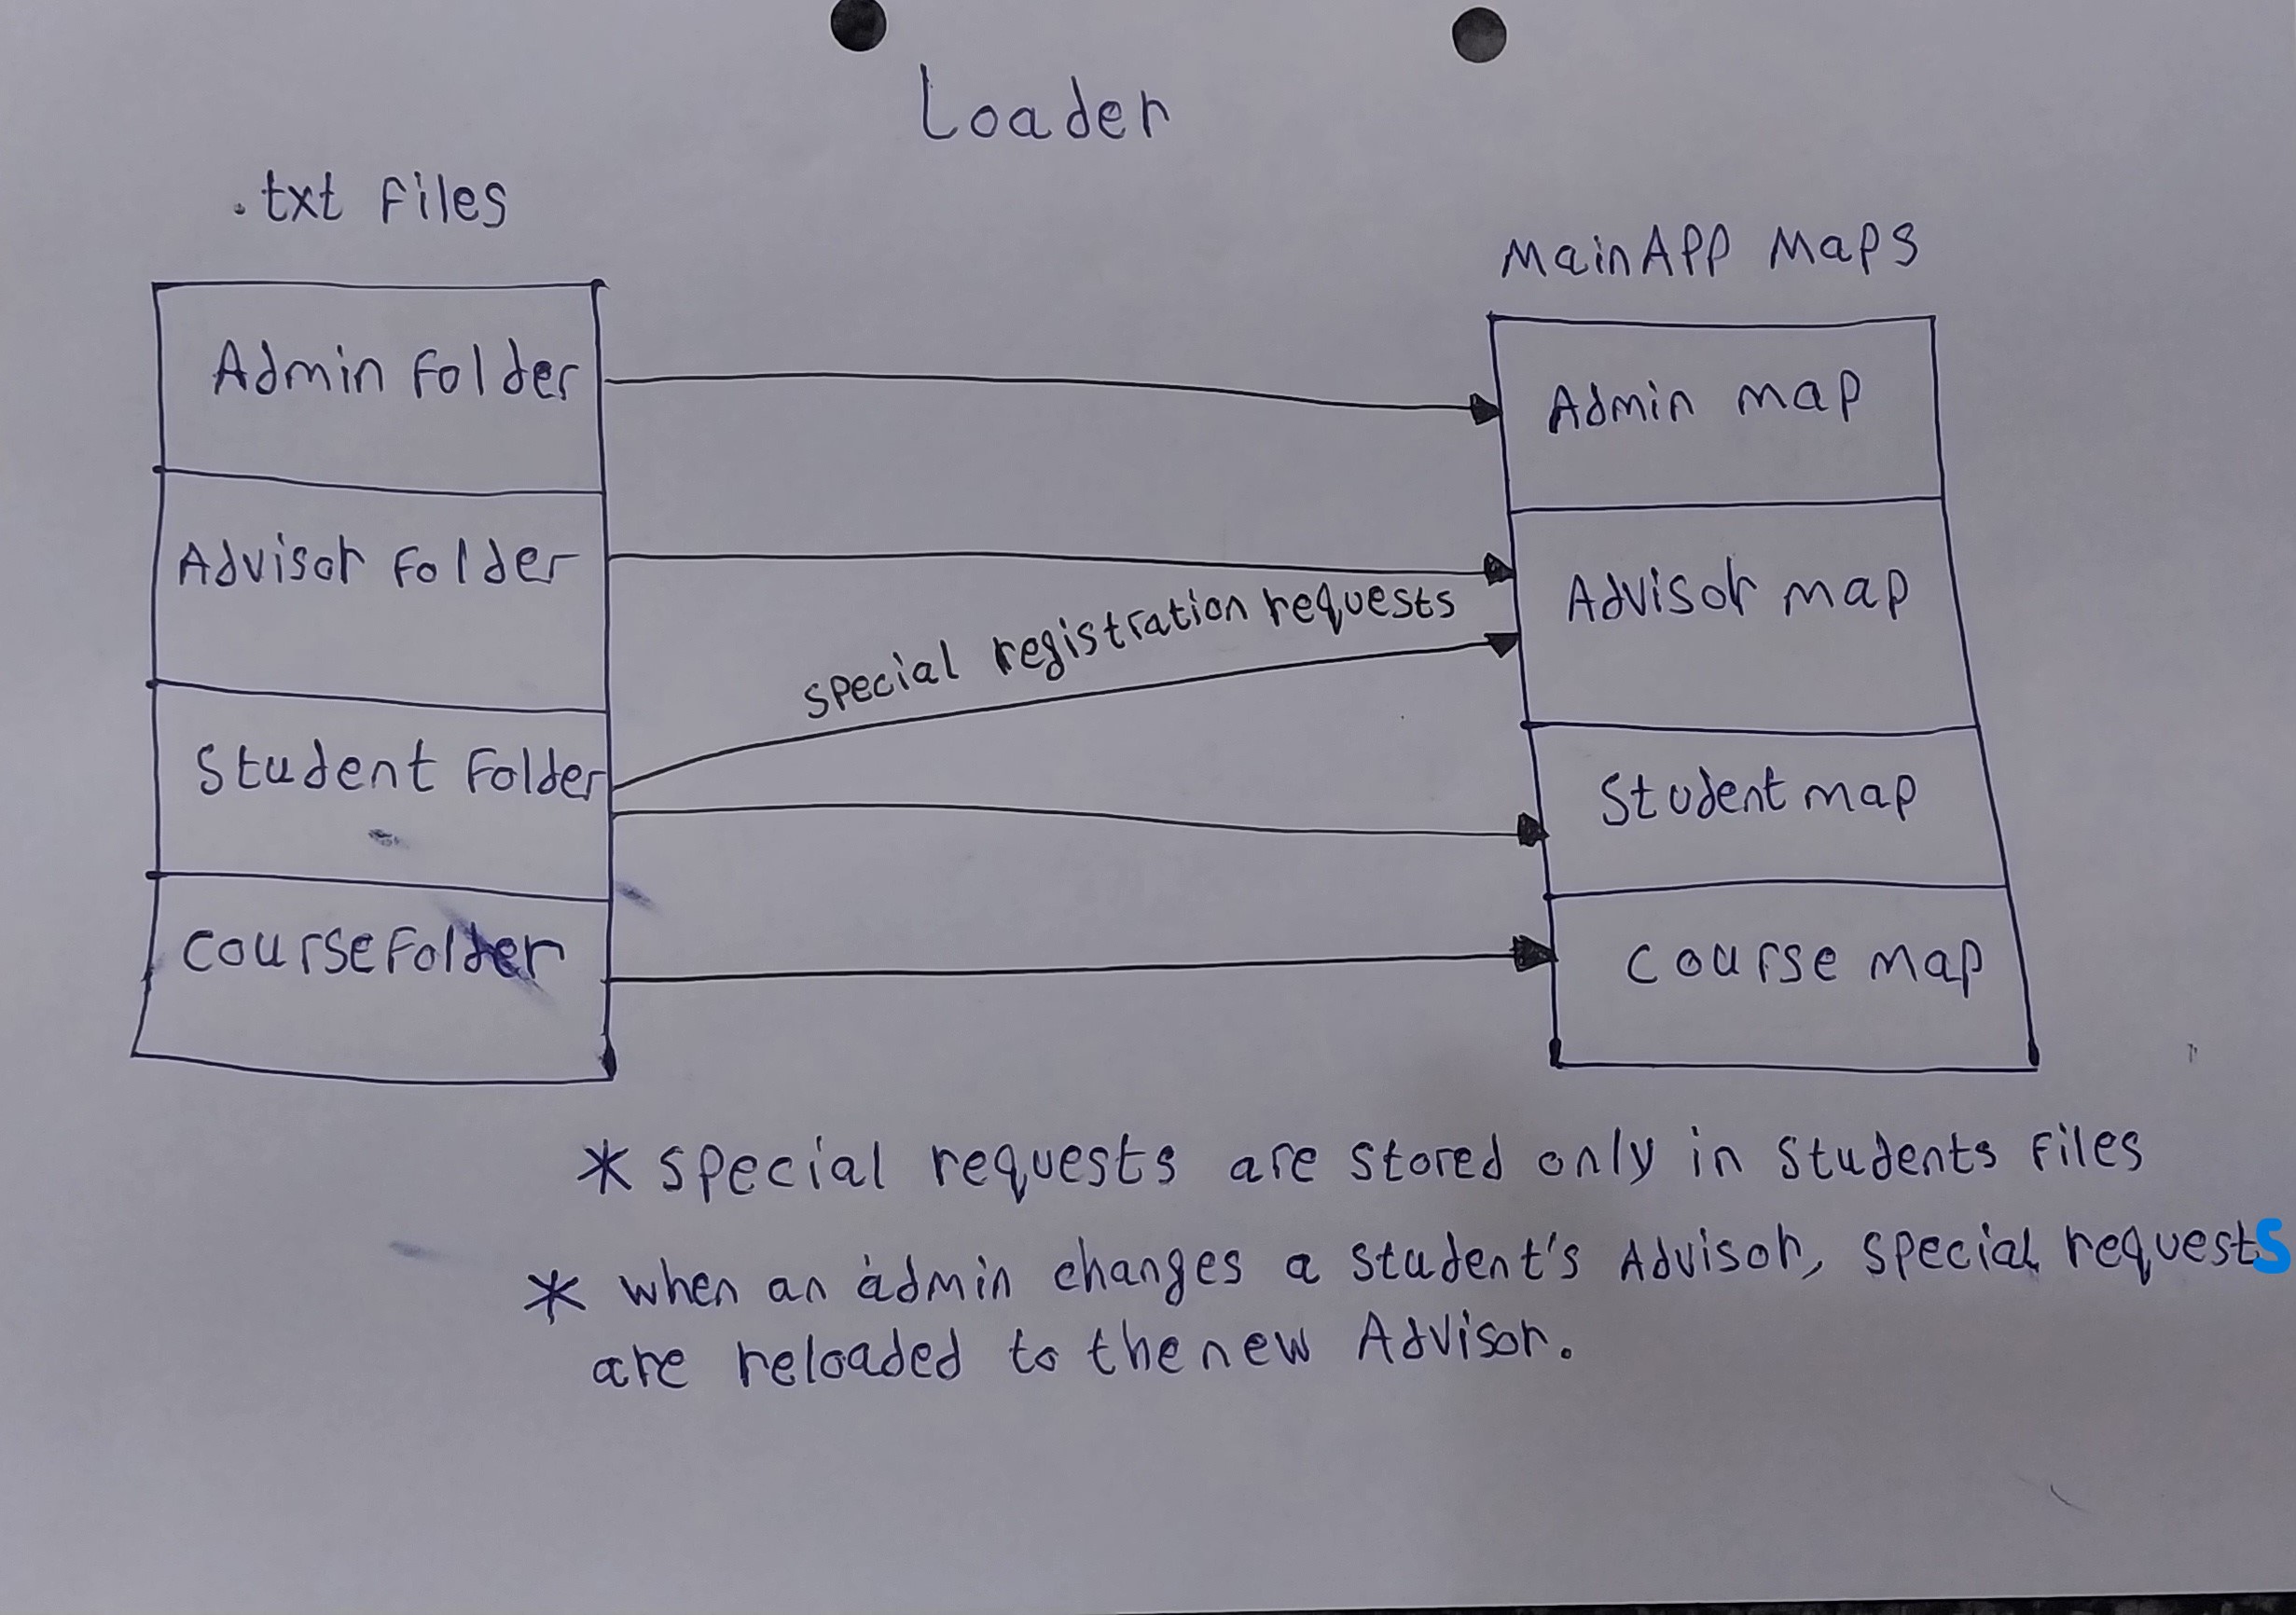 Loader
.txt Files
MainAPP Maps
Admin Folder
Admin map
Advisor Folder
Advisor map
special registration requests
Student Folder
Student map
Course Folder
Course map
* special requests are stored only in students files
* when an admin changes a student's Advisor, special requests
are reloaded to the new Advisor.